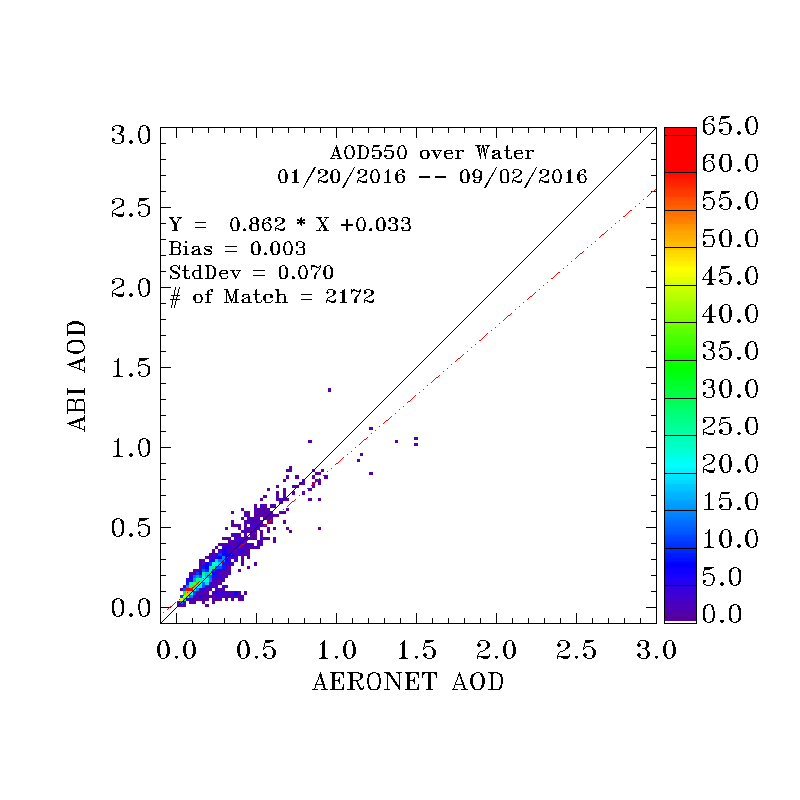 AOD550 over Water
01/20/2016 -- 09/02/2016
Y =  0.862 * X +0.033
Bias = 0.003
StdDev = 0.070
# of Match = 2172
3.0
2.5
2.0
1.5
1.0
0.5
0.0
ABI AOD
0.0 0.5 1.0 1.5 2.0 2.5 3.0
AERONET AOD
65.0
60.0
55.0
50.0
45.0
40.0
35.0
30.0
25.0
20.0
15.0
10.0
5.0
0.0